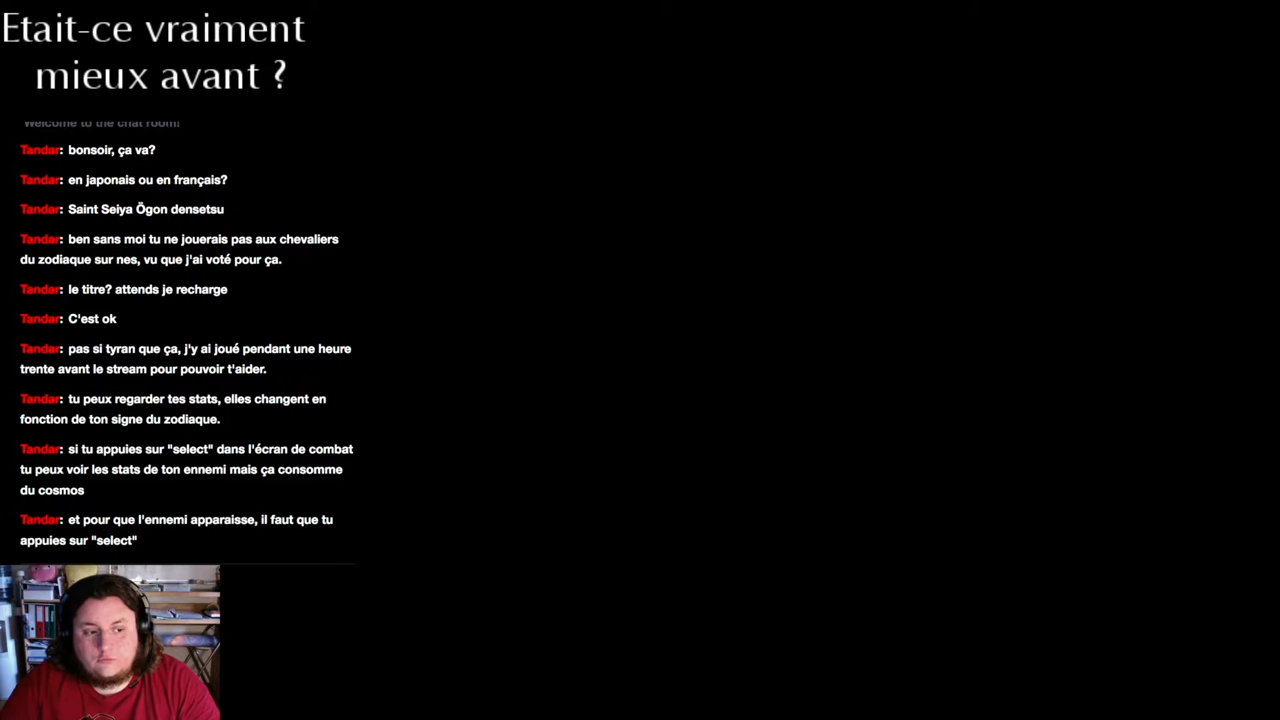 Etait-ce vraiment
mieux avant ?
Welcome to the chat room!
Tandar: bonsoir, ça va?
Tandar: en japonais ou en français?
Tandar: Saint Seiya Ögon densetsu
Tandar: ben sans moi tu ne jouerais pas aux chevaliers
du zodiaque sur nes, vu que j'ai voté pour ça.
Tandar: le titre? attends je recharge
Tandar: C'est ok
Tandar: pas si tyran que ça, j'y ai joué pendant une heure
trente avant le stream pour pouvoir t'aider.
Tandar: tu peux regarder tes stats, elles changent en
fonction de ton signe du zodiaque.
Tandar: si tu appuies sur "select" dans l'écran de combat
tu peux voir les stats de ton ennemi mais ça consomme
du cosmos
Tandar: et pour que l'ennemi apparaisse, il faut que tu
appuies sur "select"